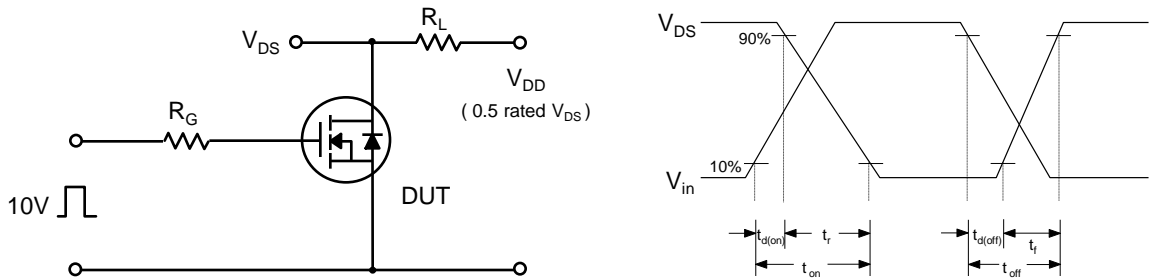 V_DS
R_L
V_DD
( 0.5 rated V_DS )
R_G
DUT
10V
V_DS
90%
10%
V_in
t_d(on)
t_r
t_on
t_d(off)
t_f
t_off